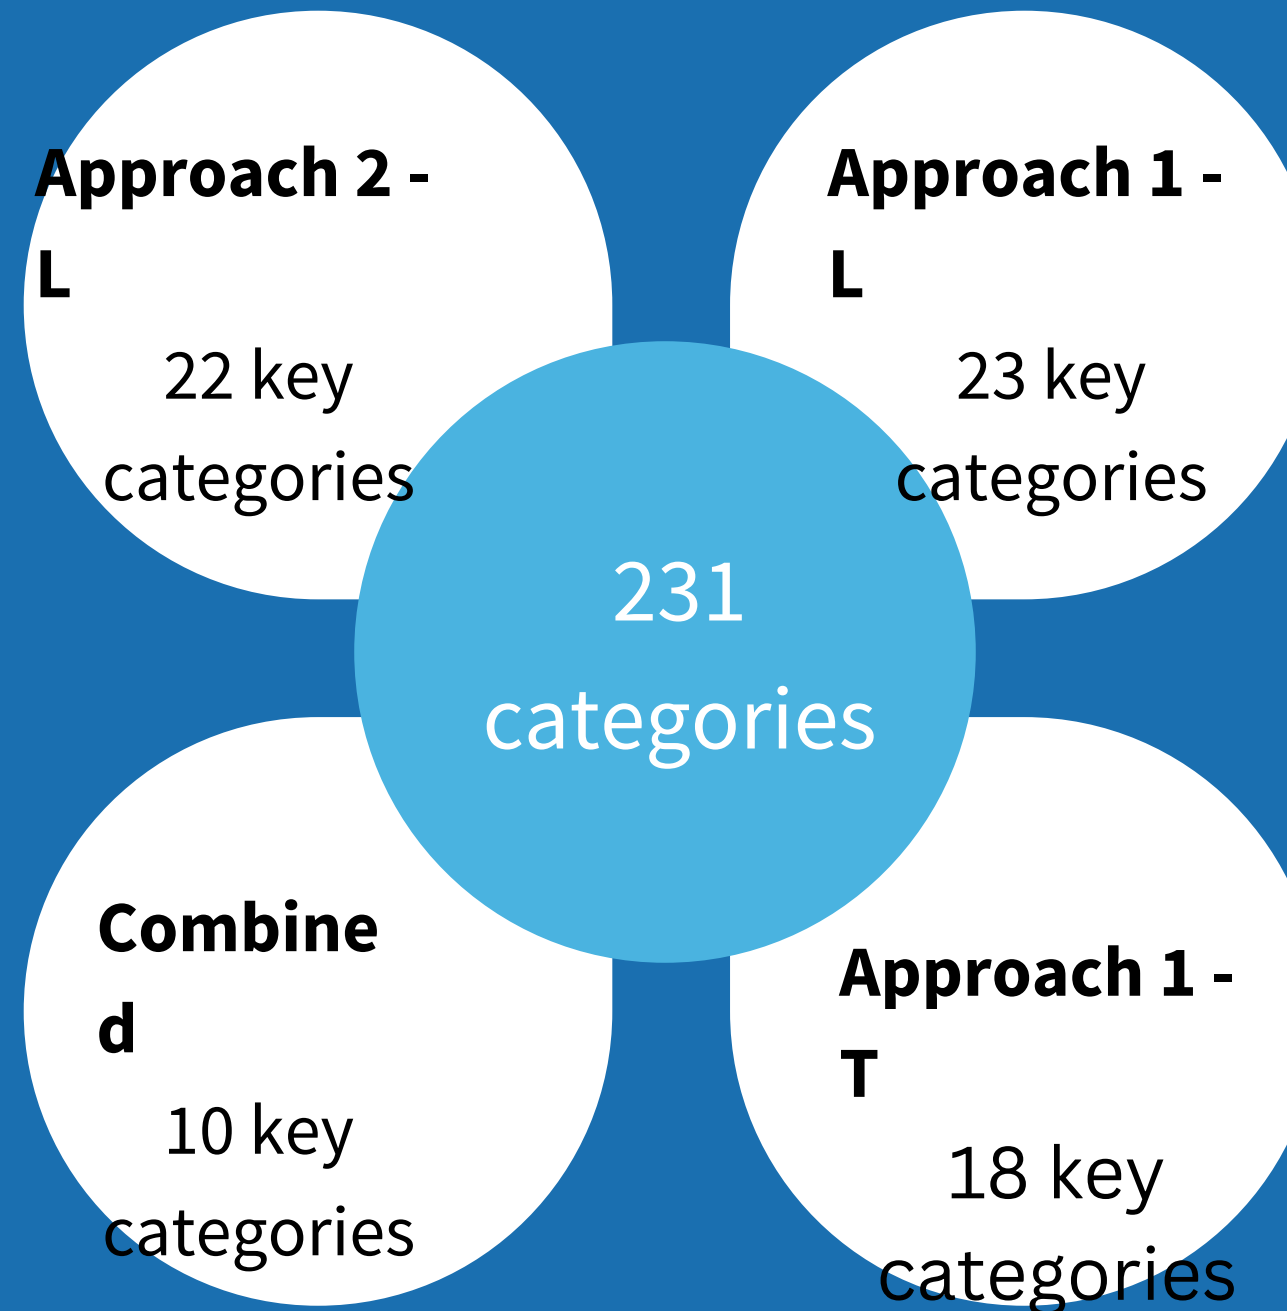 Approach 2 -
L
22 key
categories
Approach 1 -
L
23 key
categories
231
categories
Combine
d
10 key
categories
Approach 1 -
T
18 key
categories